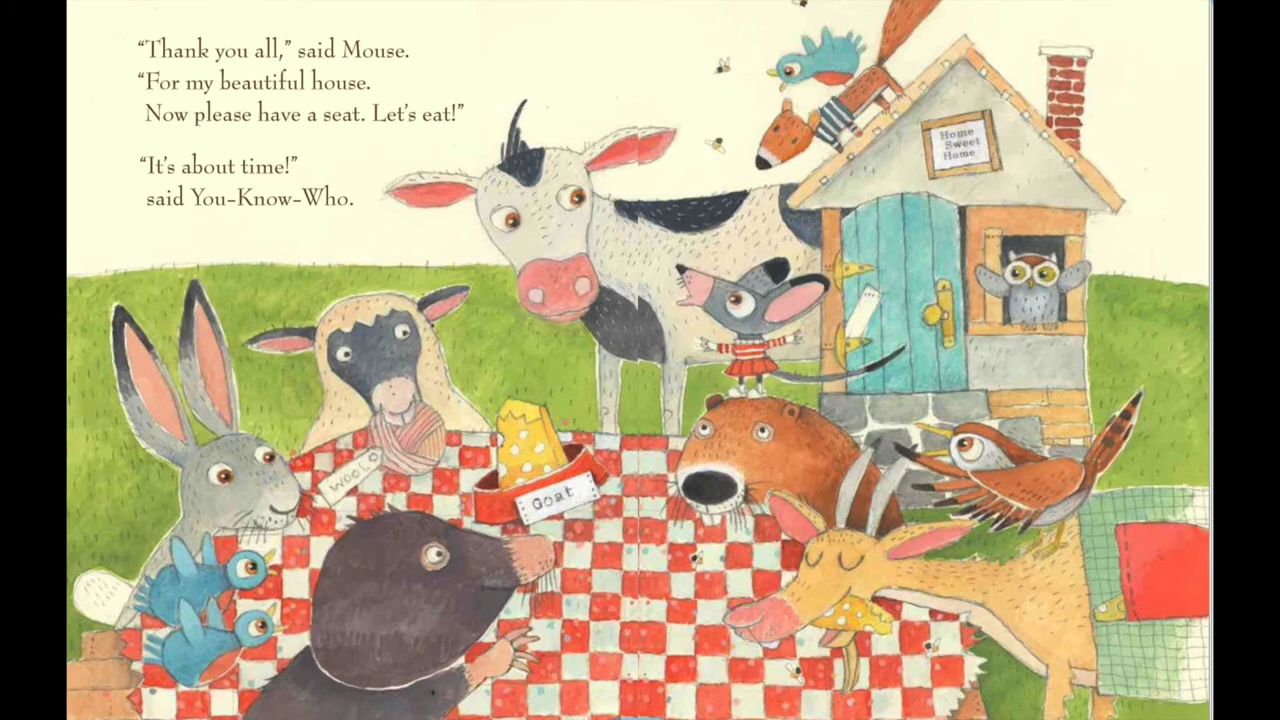 “Thank you all,” said Mouse.
“For my beautiful house.
Now please have a seat. Let’s eat!”
“It’s about time!”
said You-Know-Who.
Home
Sweet
Home
WOOL
Goat